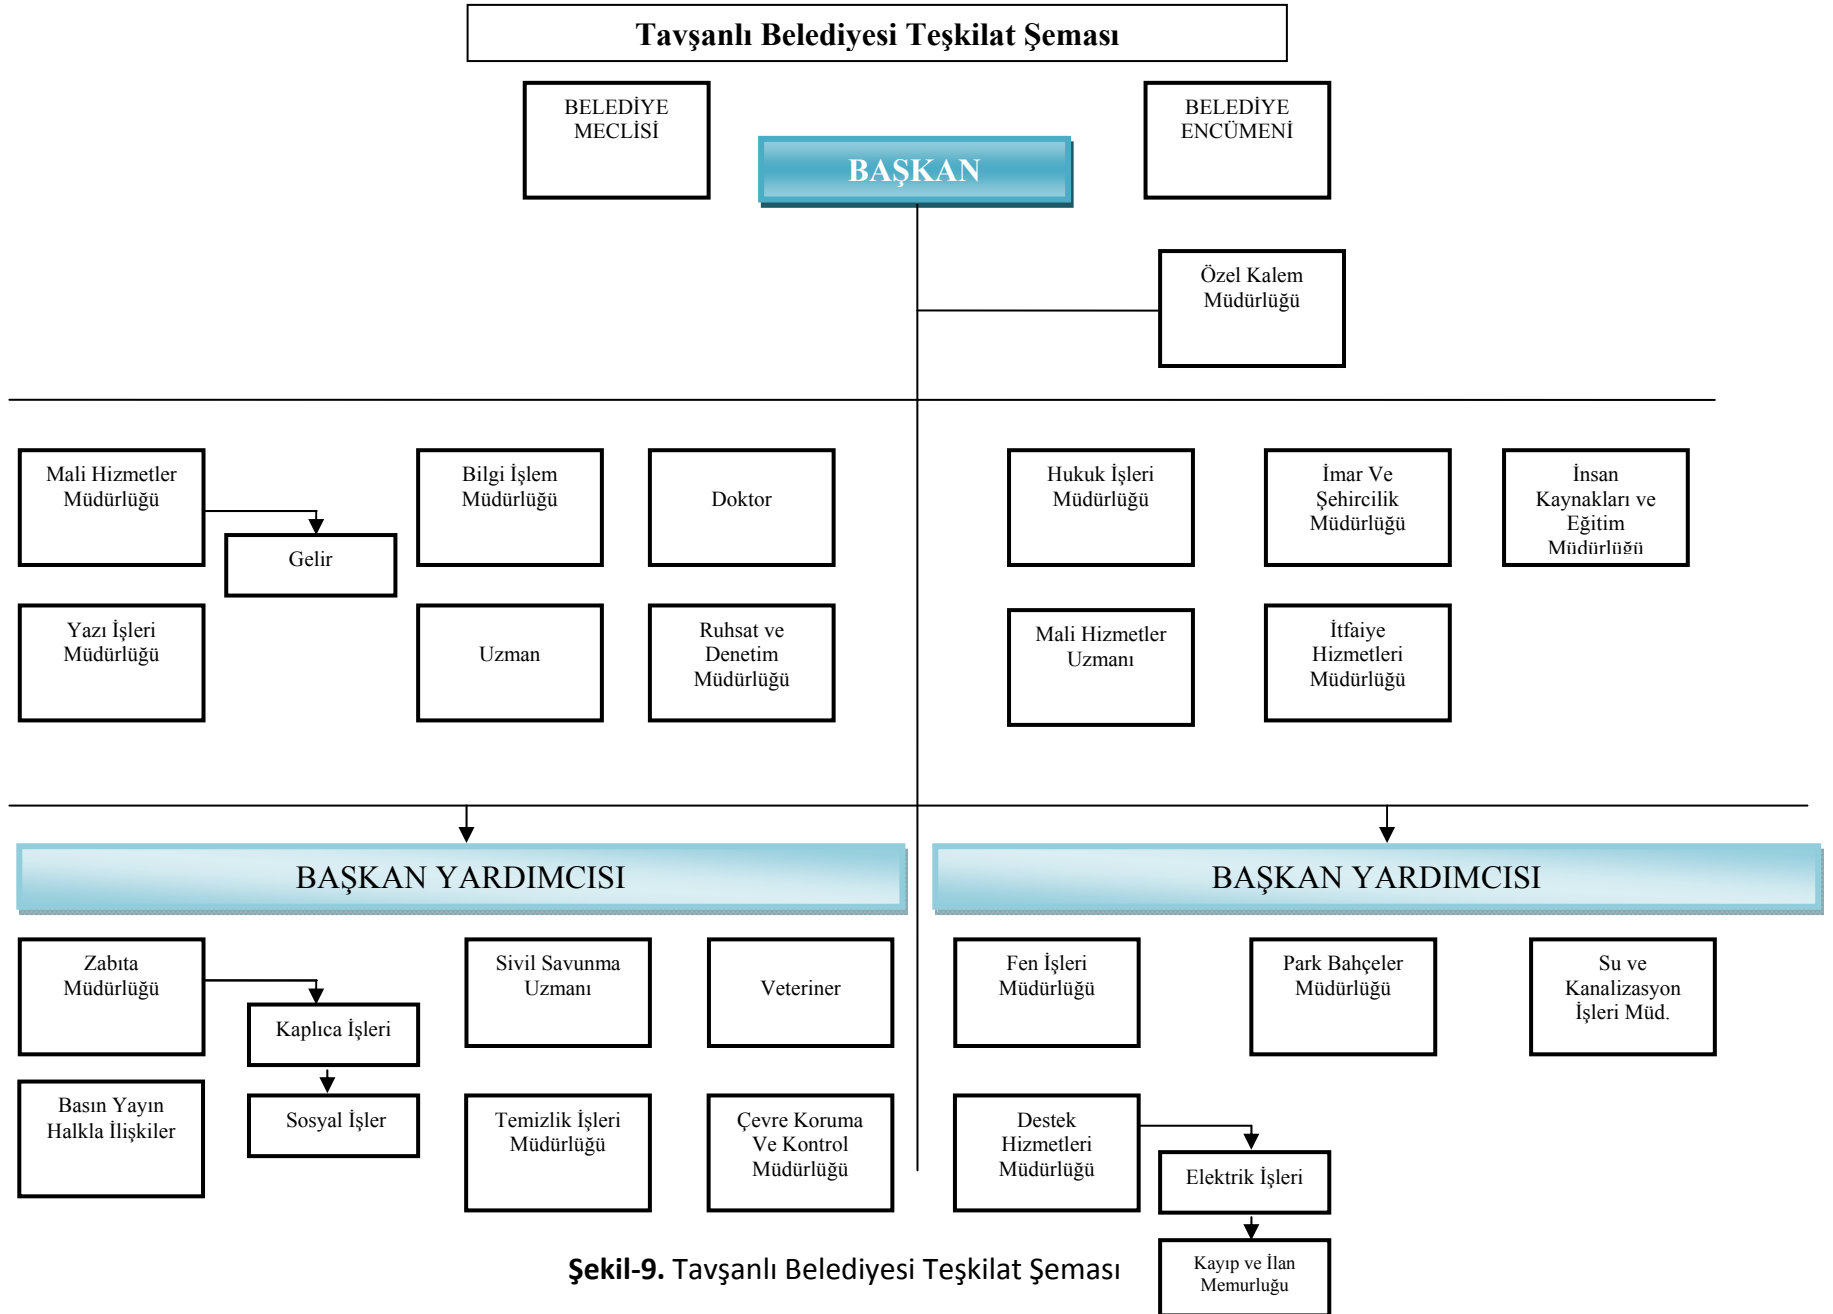 Tavşanlı Belediyesi Teşkilat Şeması
BELEDİYE
MECLİSİ
BELEDİYE
ENCÜMENİ
BAŞKAN
Özel Kalem
Müdürlüğü
Mali Hizmetler
Müdürlüğü
Gelir
Bilgi İşlem
Müdürlüğü
Doktor
Hukuk İşleri
Müdürlüğü
İmar Ve
Şehircilik
Müdürlüğü
İnsan
Kaynakları ve
Eğitim
Müdürlüğü
Yazı İşleri
Müdürlüğü
Uzman
Ruhsat ve
Denetim
Müdürlüğü
Mali Hizmetler
Uzmanı
İtfaiye
Hizmetleri
Müdürlüğü
BAŞKAN YARDIMCISI
BAŞKAN YARDIMCISI
Zabıta
Müdürlüğü
Kaplıca İşleri
Sivil Savunma
Uzmanı
Veteriner
Fen İşleri
Müdürlüğü
Park Bahçeler
Müdürlüğü
Su ve
Kanalizasyon
İşleri Müd.
Basın Yayın
Halkla İlişkiler
Sosyal İşler
Temizlik İşleri
Müdürlüğü
Çevre Koruma
Ve Kontrol
Müdürlüğü
Destek
Hizmetleri
Müdürlüğü
Elektrik İşleri
Kayıp ve İlan
Memurluğu
Şekil-9. Tavşanlı Belediyesi Teşkilat Şeması